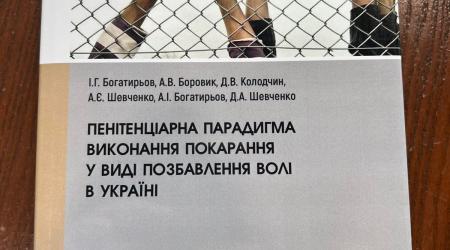 І.Г. Богатирьов, А.В. Боровик, Д.В. Колодчин,
А.Є. Шевченко, А.І. Богатирьов, Д.А. Шевченко
ПЕНІТЕНЦІАРНА ПАРАДИГМА
ВИКОНАННЯ ПОКАРАННЯ
У ВИДІ ПОЗБАВЛЕННЯ ВОЛІ
В УКРАЇНІ